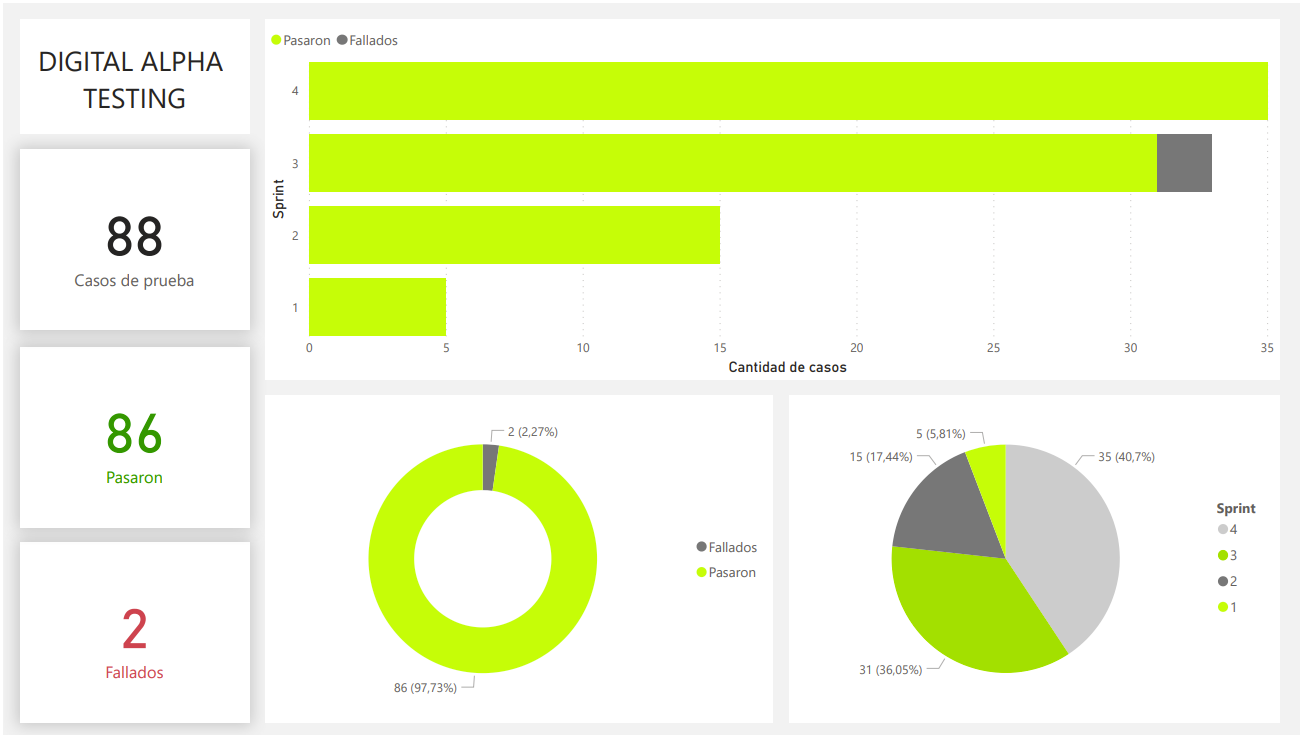 DIGITAL ALPHA
TESTING
88
Casos de prueba
86
Pasaron
2
Fallados
Pasaron Fallados
Sprint
4
3
2
1
0 5 10 15 20 25 30 35
Cantidad de casos
2 (2,27%)
86 (97,73%)
Fallados
Pasaron
5 (5,81%)
15 (17,44%)
35 (40,7%)
31 (36,05%)
Sprint
4
3
2
1